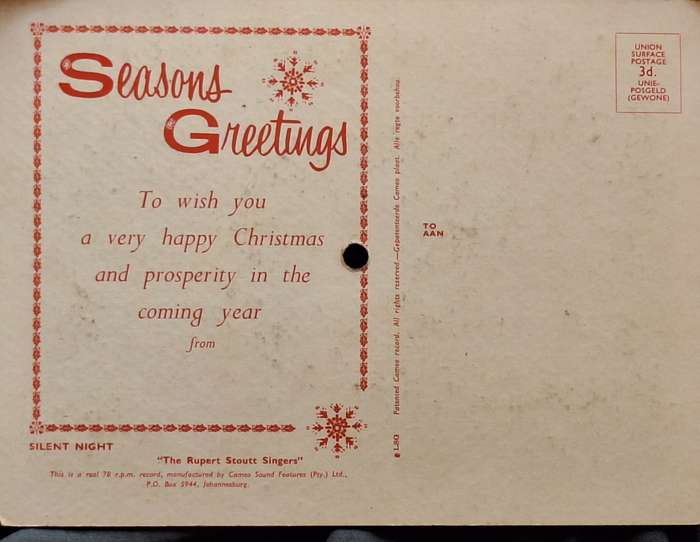 Seasons
Greetings
To wish you
a very happy Christmas
and prosperity in the
coming year
from
SILENT NIGHT
"The Rupert Stoutt Singers"
This is a real 78 r.p.m. record, manufactured by Cameo Sound Features (Pty.) Ltd.,
P.O. Box 5944, Johannesburg.
Patented Cameo record. All rights reserved.—Gepatenteerde Cameo plaat. Alle regte voorbehou.
L-8Q
TO
AAN
UNION
SURFACE
POSTAGE
3d.
UNIE-
POSGELD
(GEWONE)